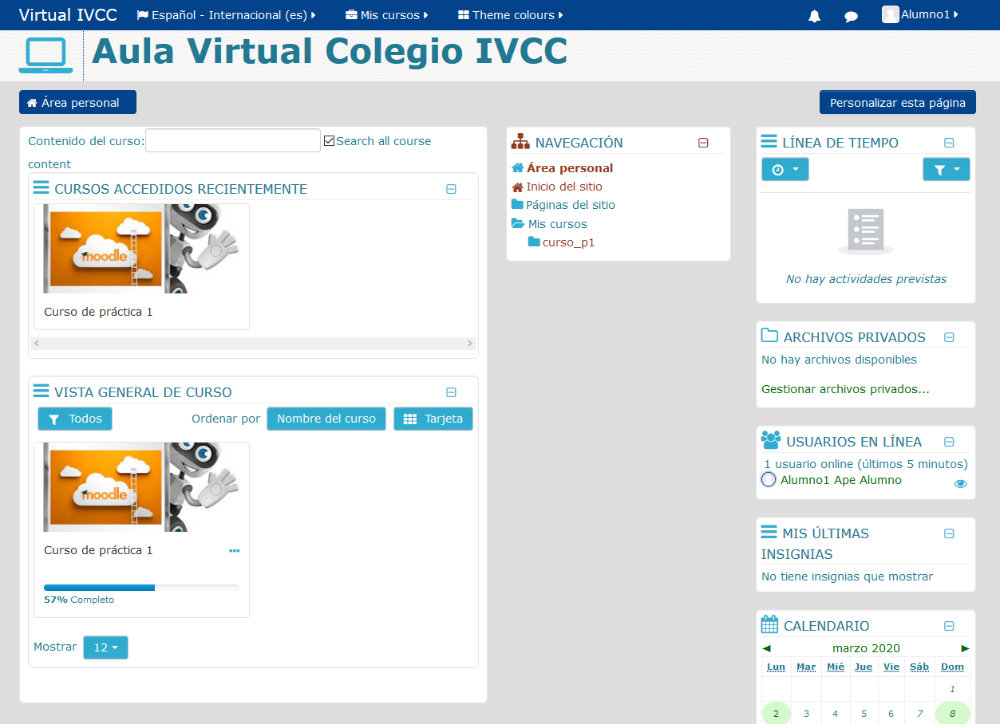 Virtual IVCC
Español - Internacional (es)
Mis cursos
Theme colours
Alumno1
Aula Virtual Colegio IVCC
Área personal
Personalizar esta página
Contenido del curso:
Search all course
content
CURSOS ACCEDIDOS RECIENTEMENTE
moodle
Curso de práctica 1
VISTA GENERAL DE CURSO
Todos
Ordenar por
Nombre del curso
Tarjeta
moodle
Curso de práctica 1
57% Completo
Mostrar
12
NAVEGACIÓN
Área personal
Inicio del sitio
Páginas del sitio
Mis cursos
curso_p1
LÍNEA DE TIEMPO
No hay actividades previstas
ARCHIVOS PRIVADOS
No hay archivos disponibles
Gestionar archivos privados...
USUARIOS EN LÍNEA
1 usuario online (últimos 5 minutos)
Alumno1 Ape Alumno
MIS ÚLTIMAS
INSIGNIAS
No tiene insignias que mostrar
CALENDARIO
◄ marzo 2020 ►
Lun Mar Mié Jue Vie Sáb Dom
1
2 3 4 5 6 7 8